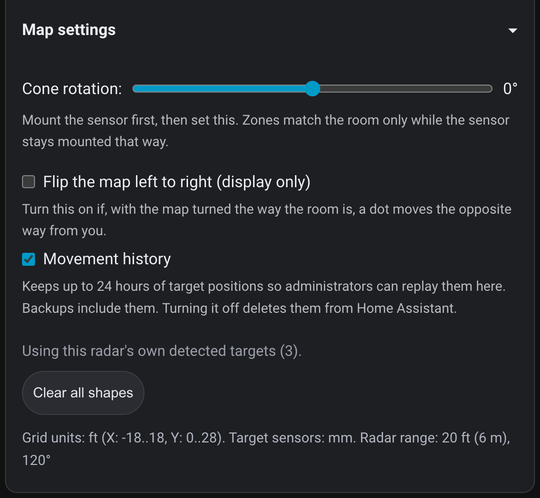 Map settings
Cone rotation:
0°
Mount the sensor first, then set this. Zones match the room only while the sensor
stays mounted that way.
Flip the map left to right (display only)
Turn this on if, with the map turned the way the room is, a dot moves the opposite
way from you.
Movement history
Keeps up to 24 hours of target positions so administrators can replay them here.
Backups include them. Turning it off deletes them from Home Assistant.
Using this radar's own detected targets (3).
Clear all shapes
Grid units: ft (X: -18..18, Y: 0..28). Target sensors: mm. Radar range: 20 ft (6 m),
120°